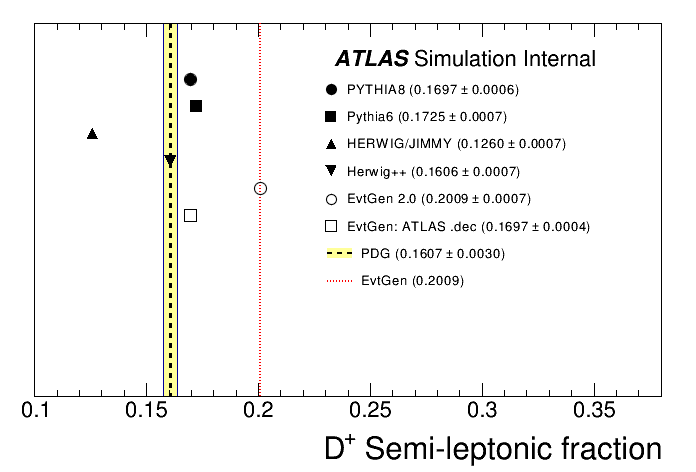 ATLAS Simulation Internal
PYTHIA8 (0.1697 ± 0.0006)
Pythia6 (0.1725 ± 0.0007)
HERWIG/JIMMY (0.1260 ± 0.0007)
Herwig++ (0.1606 ± 0.0007)
EvtGen 2.0 (0.2009 ± 0.0007)
EvtGen: ATLAS .dec (0.1697 ± 0.0004)
PDG (0.1607 ± 0.0030)
EvtGen (0.2009)
0.1 0.15 0.2 0.25 0.3 0.35
D⁺ Semi-leptonic fraction